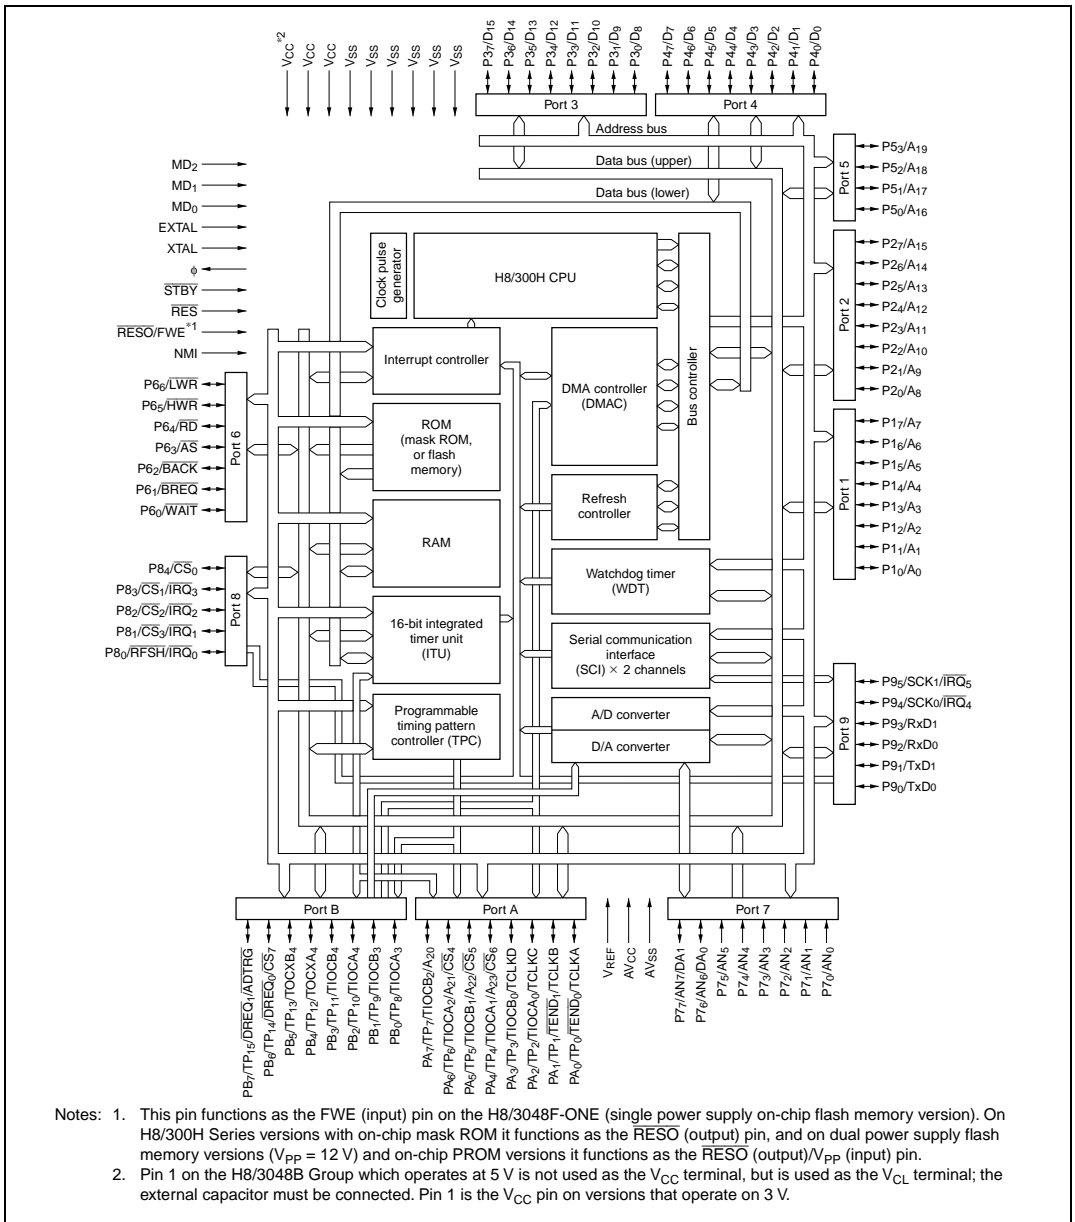 VCC*2
VCC
VCC
VSS
VSS
VSS
VSS
VSS
VSS
P37/D15
P36/D14
P35/D13
P34/D12
P33/D11
P32/D10
P31/D9
P30/D8
P47/D7
P46/D6
P45/D5
P44/D4
P43/D3
P42/D2
P41/D1
P40/D0
Port 3
Port 4
Address bus
Data bus (upper)
Data bus (lower)
MD2
MD1
MD0
EXTAL
XTAL
ϕ
STBY
RES
RESO/FWE*1
NMI
P66/LWR
P65/HWR
P64/RD
P63/AS
P62/BACK
P61/BREQ
P60/WAIT
Port 6
P84/CS0
P83/CS1/IRQ3
P82/CS2/IRQ2
P81/CS3/IRQ1
P80/RFSH/IRQ0
Port 8
Clock pulse
generator
H8/300H CPU
Interrupt controller
ROM
(mask ROM,
or flash
memory)
RAM
16-bit integrated
timer unit
(ITU)
Programmable
timing pattern
controller (TPC)
DMA controller
(DMAC)
Bus controller
Refresh
controller
Watchdog timer
(WDT)
Serial communication
interface
(SCI) × 2 channels
A/D converter
D/A converter
Port 5
P53/A19
P52/A18
P51/A17
P50/A16
Port 2
P27/A15
P26/A14
P25/A13
P24/A12
P23/A11
P22/A10
P21/A9
P20/A8
Port 1
P17/A7
P16/A6
P15/A5
P14/A4
P13/A3
P12/A2
P11/A1
P10/A0
Port 9
P95/SCK1/IRQ5
P94/SCK0/IRQ4
P93/RxD1
P92/RxD0
P91/TxD1
P90/TxD0
Port B
Port A
Port 7
PB7/TP15/DREQ1/ADTRG
PB6/TP14/DREQ0/CS7
PB5/TP13/TOCXB4
PB4/TP12/TOCXA4
PB3/TP11/TIOCB4
PB2/TP10/TIOCA4
PB1/TP9/TIOCB3
PB0/TP8/TIOCA3
PA7/TP7/TIOCB2/A20
PA6/TP6/TIOCA2/A21/CS4
PA5/TP5/TIOCB1/A22/CS5
PA4/TP4/TIOCA1/A23/CS6
PA3/TP3/TIOCB0/TCLKD
PA2/TP2/TIOCA0/TCLKC
PA1/TP1/TEND1/TCLKB
PA0/TP0/TEND0/TCLKA
VREF
AVCC
AVSS
P77/AN7/DA1
P76/AN6/DA0
P75/AN5
P74/AN4
P73/AN3
P72/AN2
P71/AN1
P70/AN0
Notes: 1. This pin functions as the FWE (input) pin on the H8/3048F-ONE (single power supply on-chip flash memory version). On
H8/300H Series versions with on-chip mask ROM it functions as the RESO (output) pin, and on dual power supply flash
memory versions (VPP = 12 V) and on-chip PROM versions it functions as the RESO (output)/VPP (input) pin.
2. Pin 1 on the H8/3048B Group which operates at 5 V is not used as the VCC terminal, but is used as the VCL terminal; the
external capacitor must be connected. Pin 1 is the VCC pin on versions that operate on 3 V.